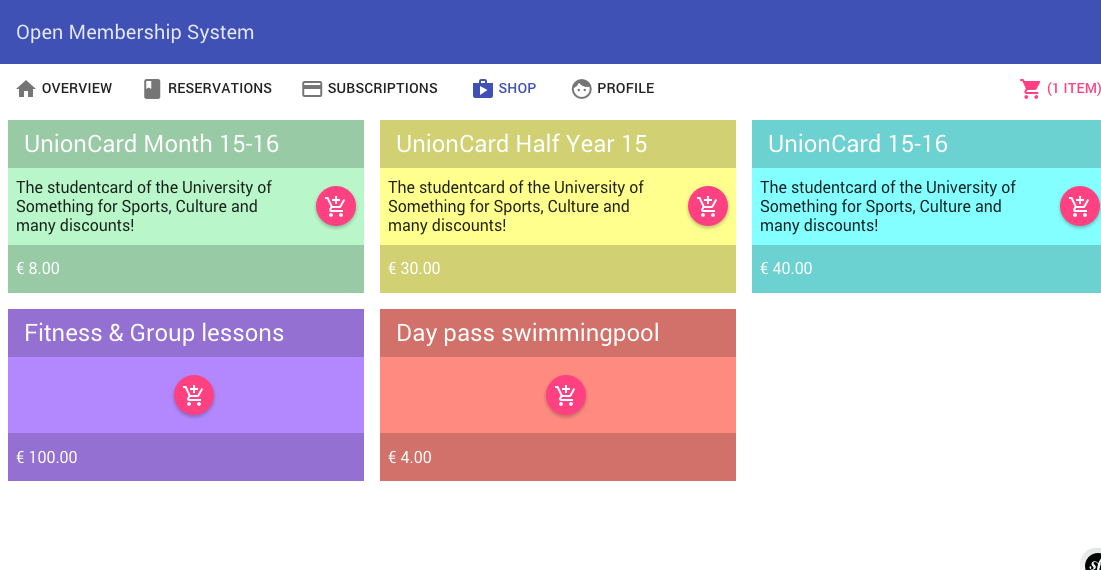 Open Membership System
OVERVIEW RESERVATIONS SUBSCRIPTIONS SHOP PROFILE (1 ITEM)
UnionCard Month 15-16
The studentcard of the University of
Something for Sports, Culture and
many discounts!
€ 8.00
UnionCard Half Year 15
The studentcard of the University of
Something for Sports, Culture and
many discounts!
€ 30.00
UnionCard 15-16
The studentcard of the University of
Something for Sports, Culture and
many discounts!
€ 40.00
Fitness & Group lessons
€ 100.00
Day pass swimmingpool
€ 4.00